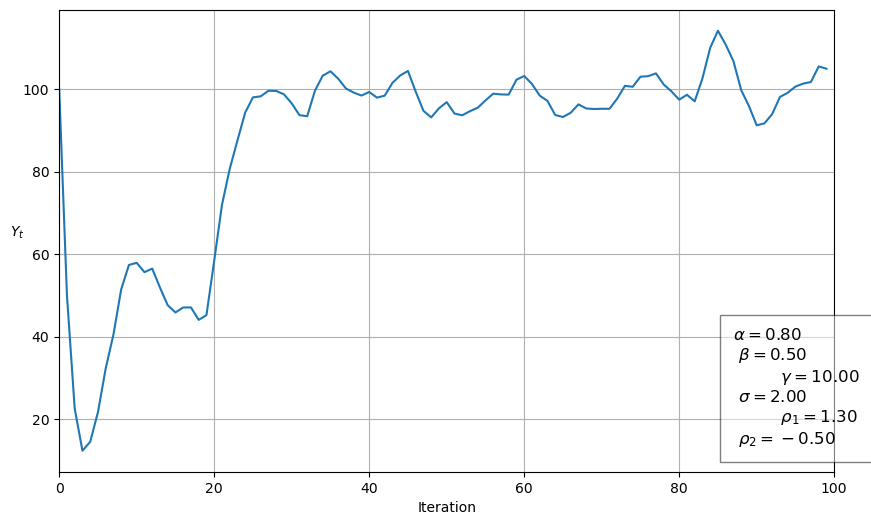 100
80
60
40
20
Y_t
0 20 40 60 80 100
Iteration
α = 0.80
β = 0.50
γ = 10.00
σ = 2.00
ρ₁ = 1.30
ρ₂ = −0.50